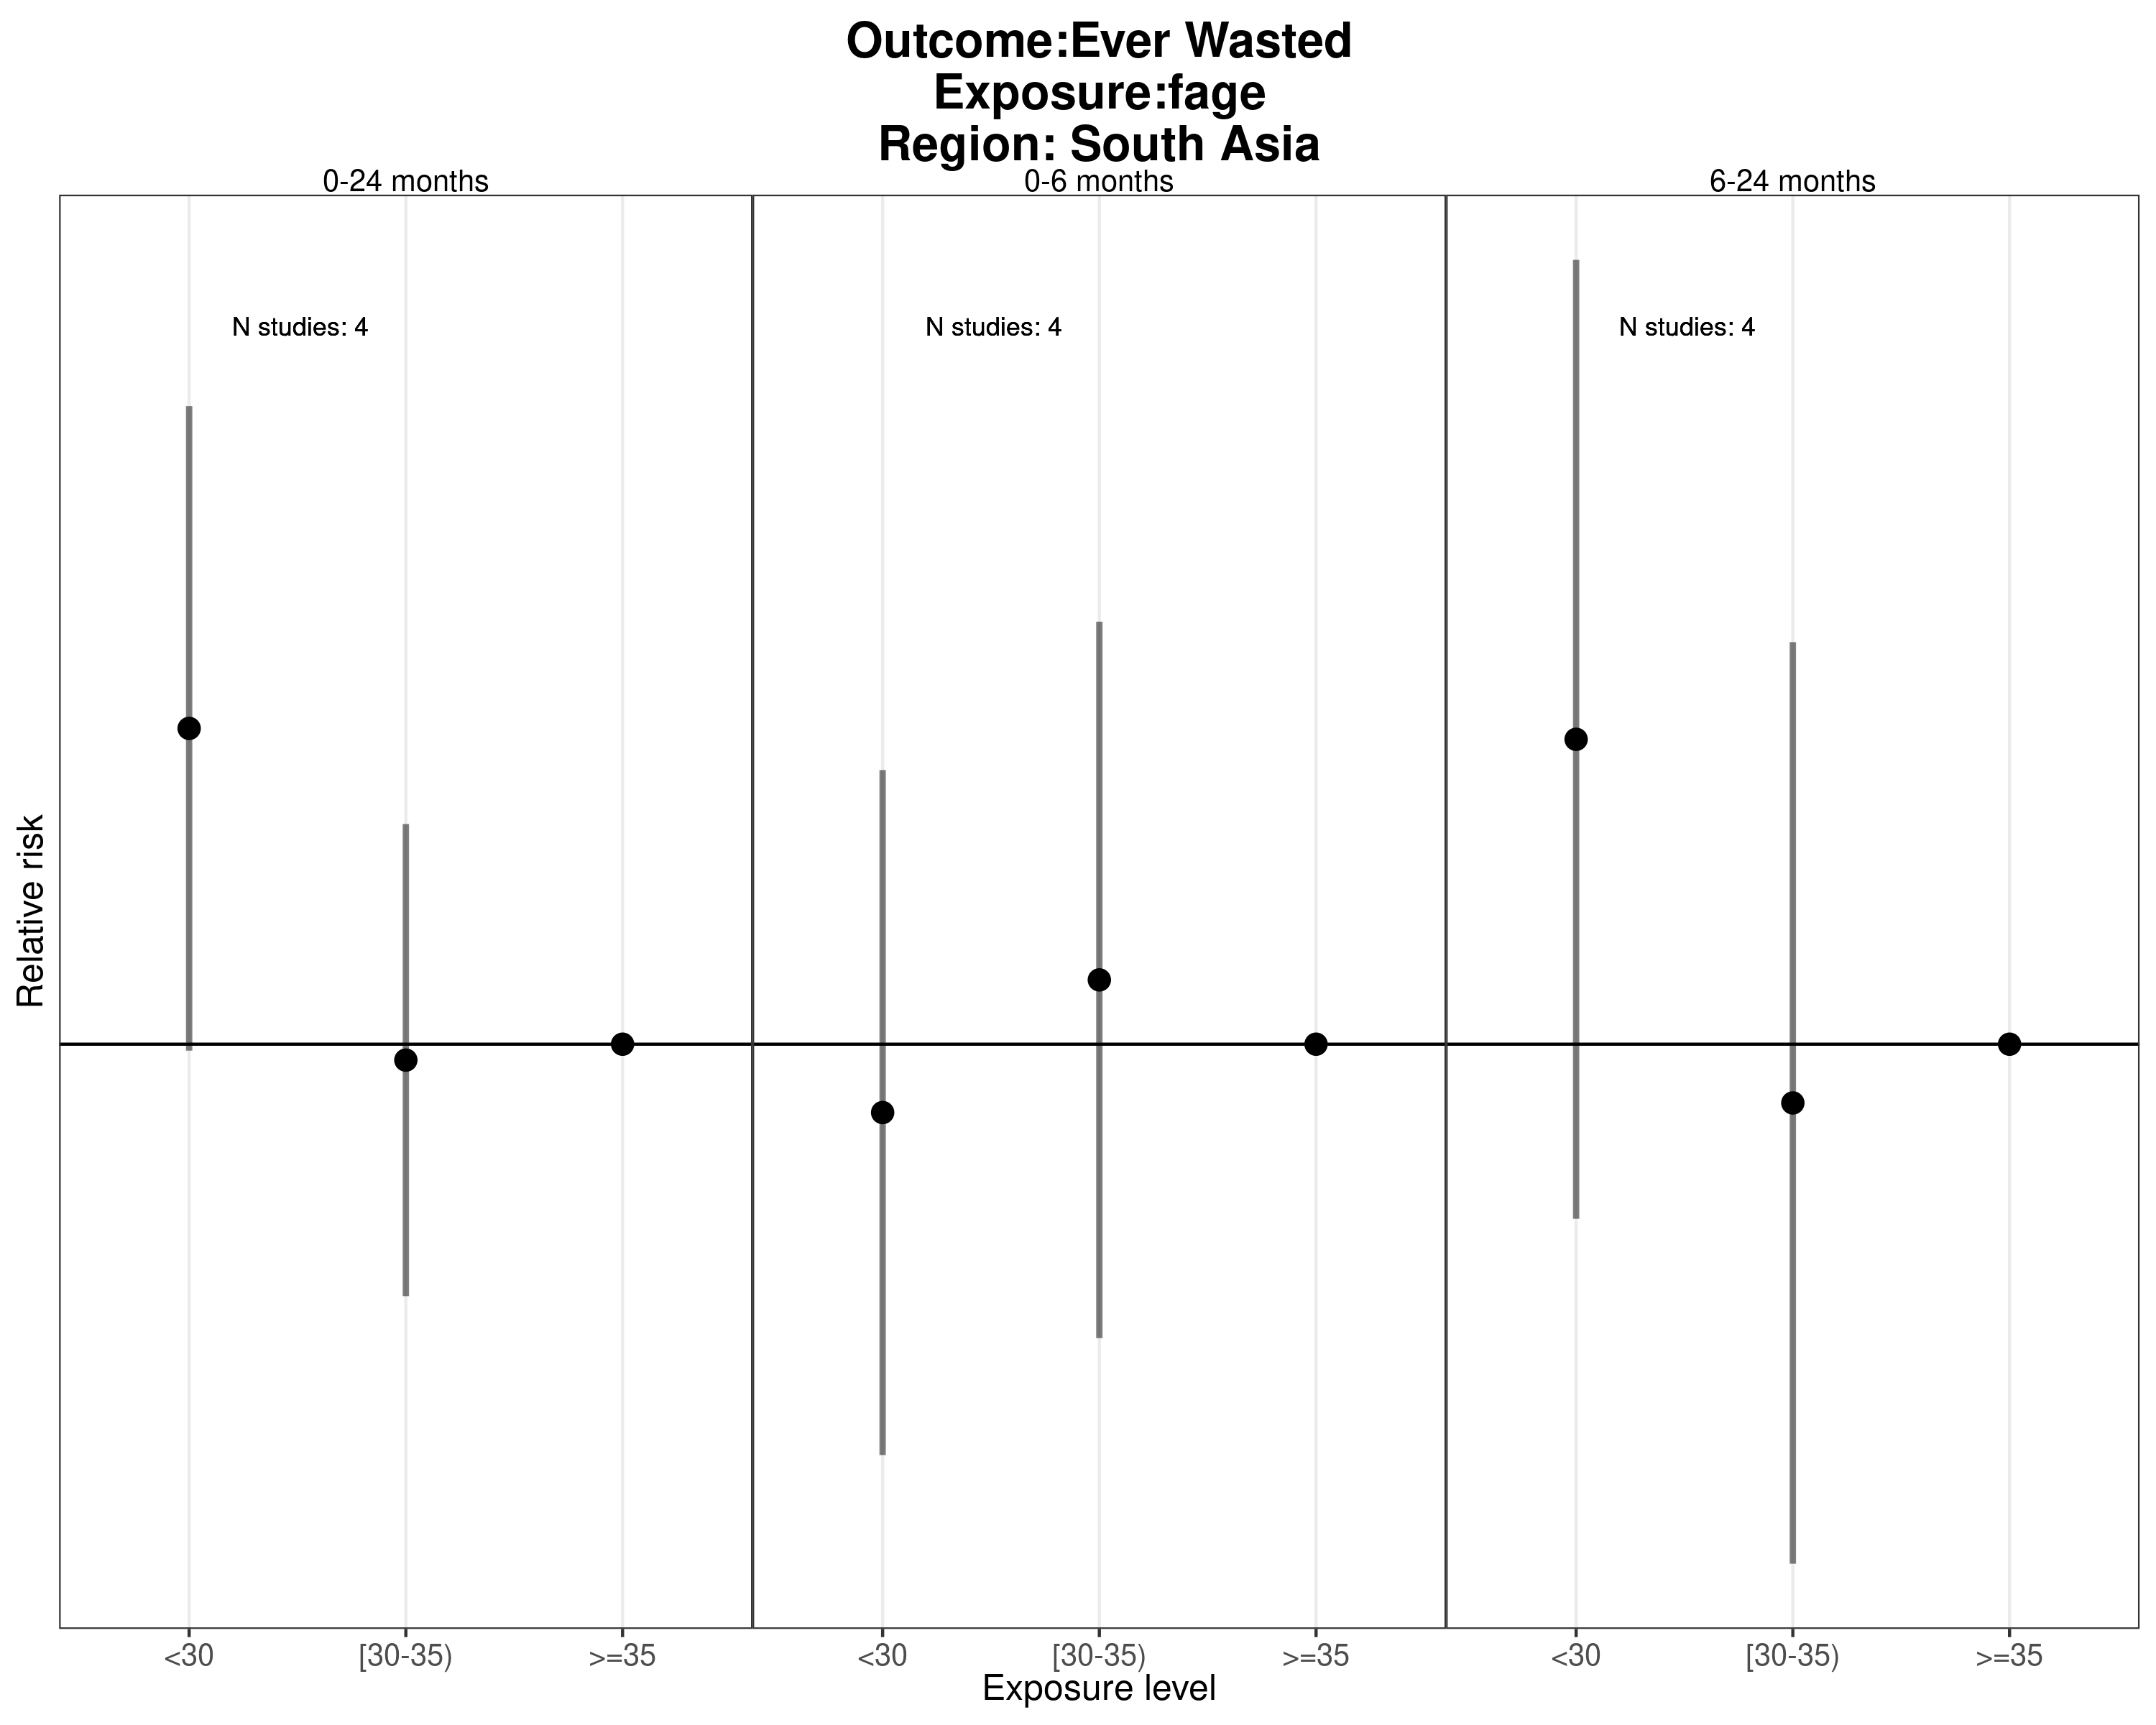 Outcome:Ever Wasted
Exposure:fage
Region: South Asia
0-24 months
0-6 months
6-24 months
N studies: 4
N studies: 4
N studies: 4
Relative risk
<30
[30-35)
>=35
<30
[30-35)
>=35
<30
[30-35)
>=35
Exposure level